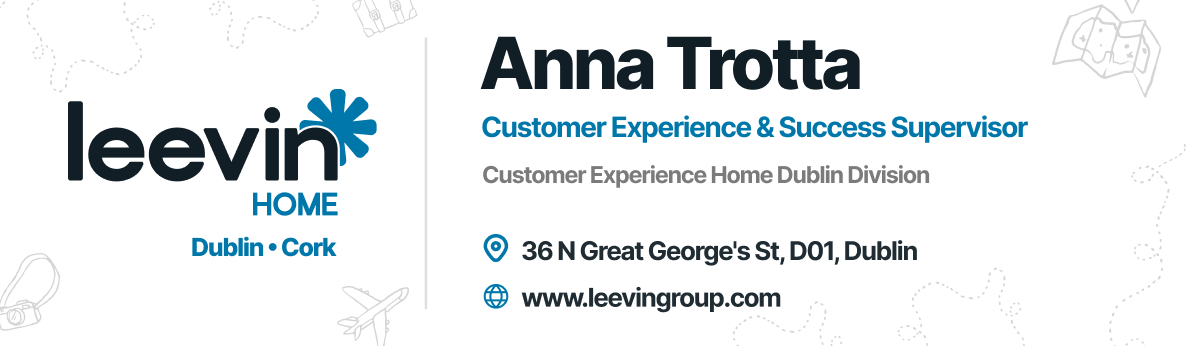 leevin
HOME
Dublin • Cork
Anna Trotta
Customer Experience & Success Supervisor
Customer Experience Home Dublin Division
36 N Great George's St, D01, Dublin
www.leevingroup.com